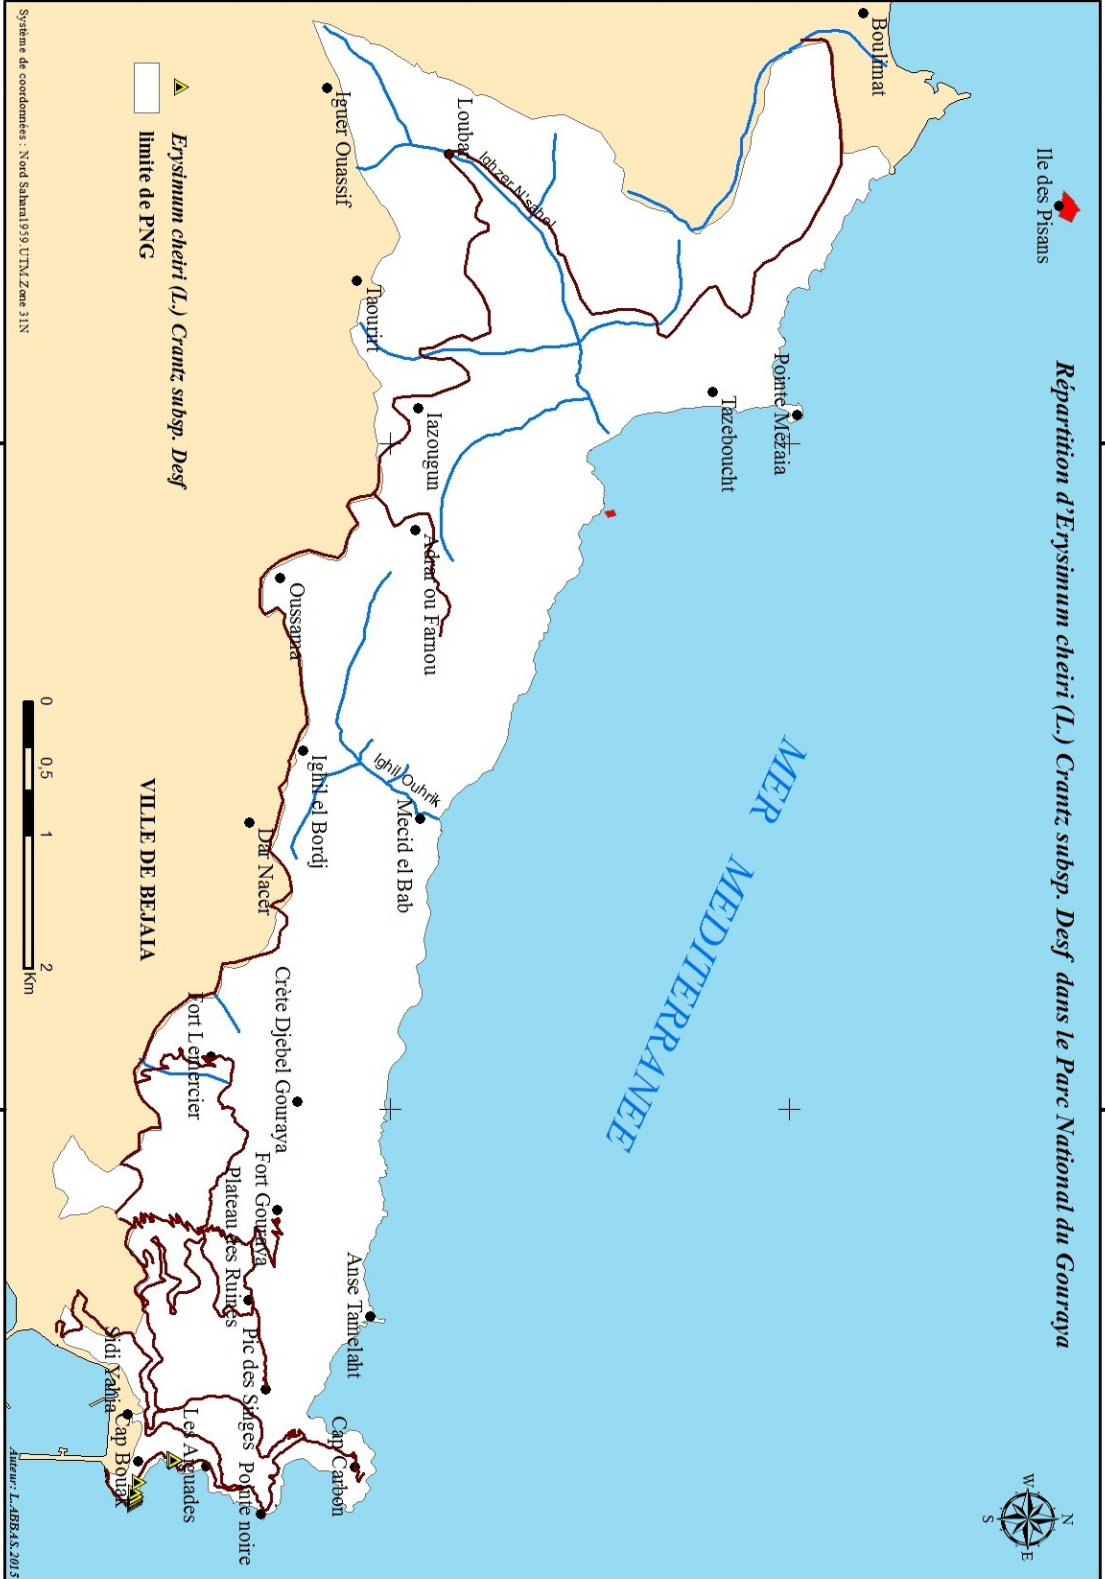 Répartition d'Erysimum cheiri (L.) Crantz subsp. Desf dans le Parc National du Gouraya
Ile des Pisans
N
W
E
S
Boulimat
Pointe Mézaia
Tazeboucht
MER MEDITERRANEE
Louban
Ighzer N'sahel
Iguer Ouassif
Taourirt
Iazougun
Adrar ou Farnou
Oussama
Ighil Ouhrik
Mecid el Bab
Ighil el Bordj
Dar Nacer
Crète Djebel Gouraya
Fort Lemercier
Fort Gouraya
Plateau des Ruines
Anse Tamelaht
Pic des Singes
Cap Carbon
Pointe noire
Les Aiguades
Sidi Yahia
Cap Bouak
VILLE DE BEJAIA
Erysimum cheiri (L.) Crantz subsp. Desf
limite de PNG
0 0,5 1 2
Km
Système de coordonnées : Nord Sahara1959.UTM.Zone 31N
Auteur: L.ABBAS.2015